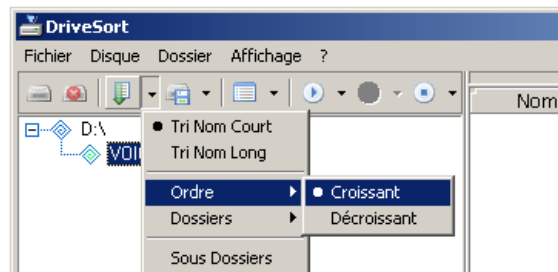 DriveSort
Fichier Disque Dossier Affichage ?
Nom
D:\
Tri Nom Court
Tri Nom Long
Ordre
Croissant
Dossiers
Décroissant
Sous Dossiers